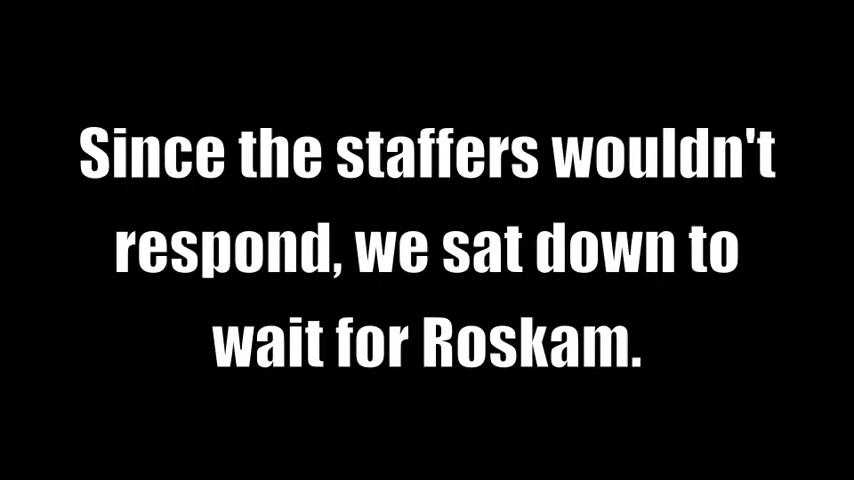 Since the staffers wouldn't
respond, we sat down to
wait for Roskam.